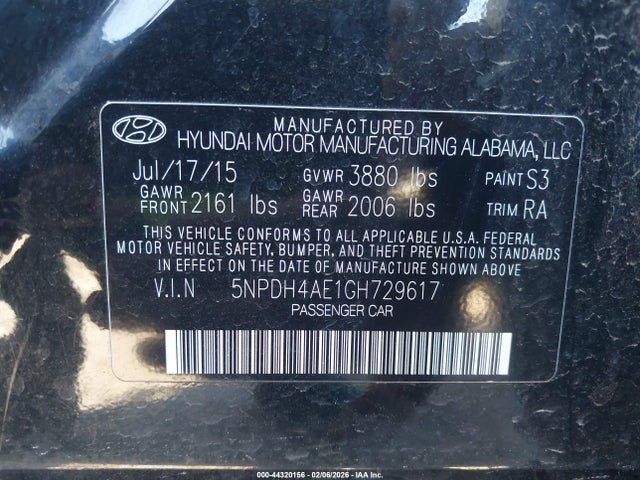 MANUFACTURED BY
HYUNDAI MOTOR MANUFACTURING ALABAMA, LLC
Jul/17/15 GVWR 3880 lbs PAINT S3
GAWR FRONT 2161 lbs GAWR REAR 2006 lbs TRIM RA
THIS VEHICLE CONFORMS TO ALL APPLICABLE U.S.A. FEDERAL
MOTOR VEHICLE SAFETY, BUMPER, AND THEFT PREVENTION STANDARDS
IN EFFECT ON THE DATE OF MANUFACTURE SHOWN ABOVE.
V.I.N 5NPDH4AE1GH729617
PASSENGER CAR
000-44320156 - 02/06/2026 - IAA Inc.